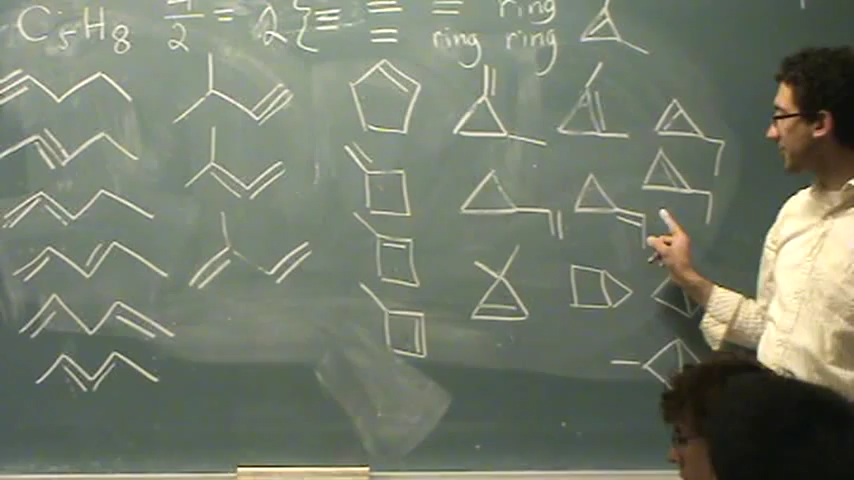 C5H8 4/2 = 2 { ≡ = = ring
= ring ring